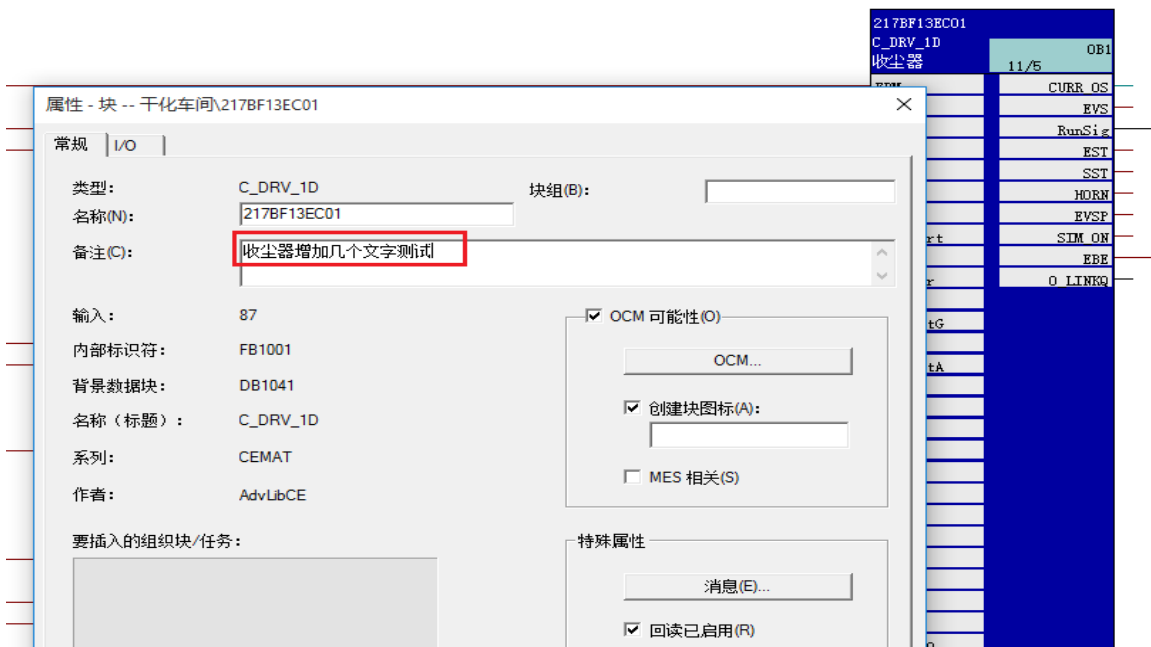 217BF13EC01
C_DRV_1D
收尘器
OB1
11/5
CURR_OS
EVS
RunSig
EST
SST
HORN
EVSP
SIM_ON
EBE
O_LINKQ
rt
r
tG
tA
属性 - 块 -- 干化车间\217BF13EC01
常规 I/O
类型: C_DRV_1D 块组(B):
名称(N): 217BF13EC01
备注(C): 收尘器增加几个文字测试
输入: 87
OCM 可能性(O)
内部标识符: FB1001
OCM...
背景数据块: DB1041
创建块图标(A):
名称（标题）: C_DRV_1D
系列: CEMAT
MES 相关(S)
作者: AdvLibCE
要插入的组织块/任务:
特殊属性
消息(E)...
回读已启用(R)